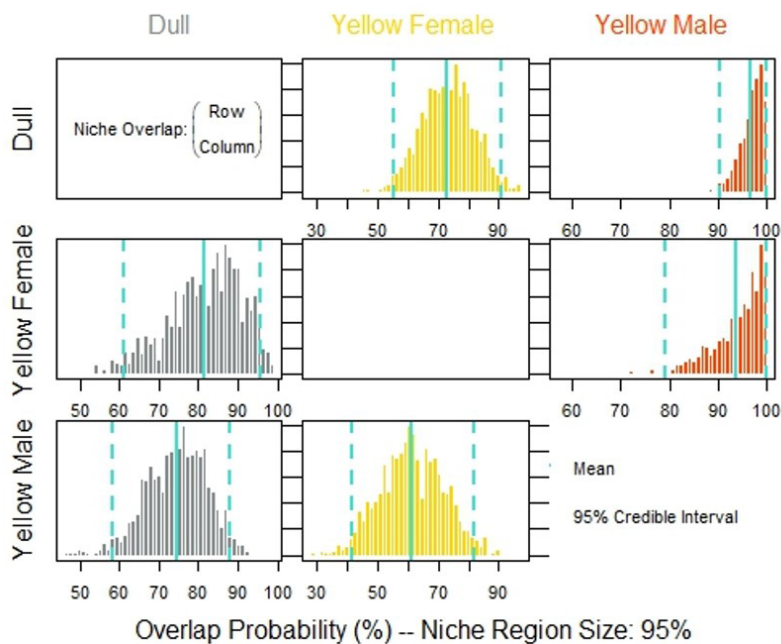 Dull Yellow Female Yellow Male
Dull
Niche Overlap: (Row Column)
30 50 70 90
60 70 80 90 100
Yellow Female
50 60 70 80 90 100
60 70 80 90 100
Yellow Male
Mean
95% Credible Interval
50 60 70 80 90 100
30 50 70 90
Overlap Probability (%) -- Niche Region Size: 95%